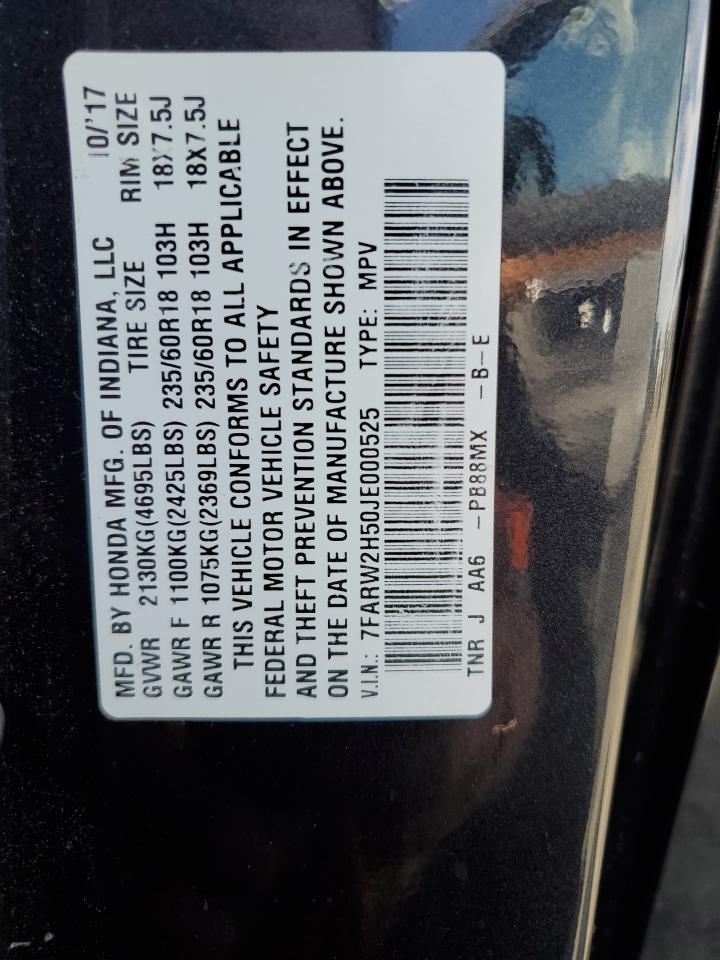 MFD. BY HONDA MFG. OF INDIANA, LLC 10/'17
GVWR 2130KG(4695LBS) TIRE SIZE RIM SIZE
GAWR F 1100KG(2425LBS) 235/60R18 103H 18X7.5J
GAWR R 1075KG(2369LBS) 235/60R18 103H 18X7.5J
THIS VEHICLE CONFORMS TO ALL APPLICABLE
FEDERAL MOTOR VEHICLE SAFETY
AND THEFT PREVENTION STANDARDS IN EFFECT
ON THE DATE OF MANUFACTURE SHOWN ABOVE.
V.I.N.: 7FARW2H50JE000525 TYPE: MPV
TNR J AA6 -PB88MX -B-E